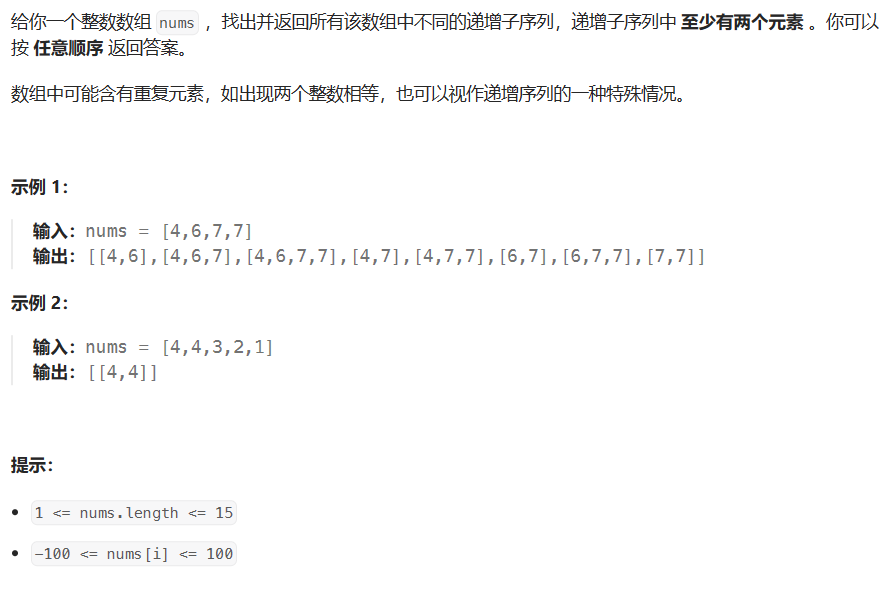 给你一个整数数组 nums ，找出并返回所有该数组中不同的递增子序列，递增子序列中 至少有两个元素 。你可以
按 任意顺序 返回答案。
数组中可能含有重复元素，如出现两个整数相等，也可以视作递增序列的一种特殊情况。
示例 1：
输入：nums = [4,6,7,7]
输出：[[4,6],[4,6,7],[4,6,7,7],[4,7],[4,7,7],[6,7],[6,7,7],[7,7]]
示例 2：
输入：nums = [4,4,3,2,1]
输出：[[4,4]]
提示：
• 1 <= nums.length <= 15
• -100 <= nums[i] <= 100